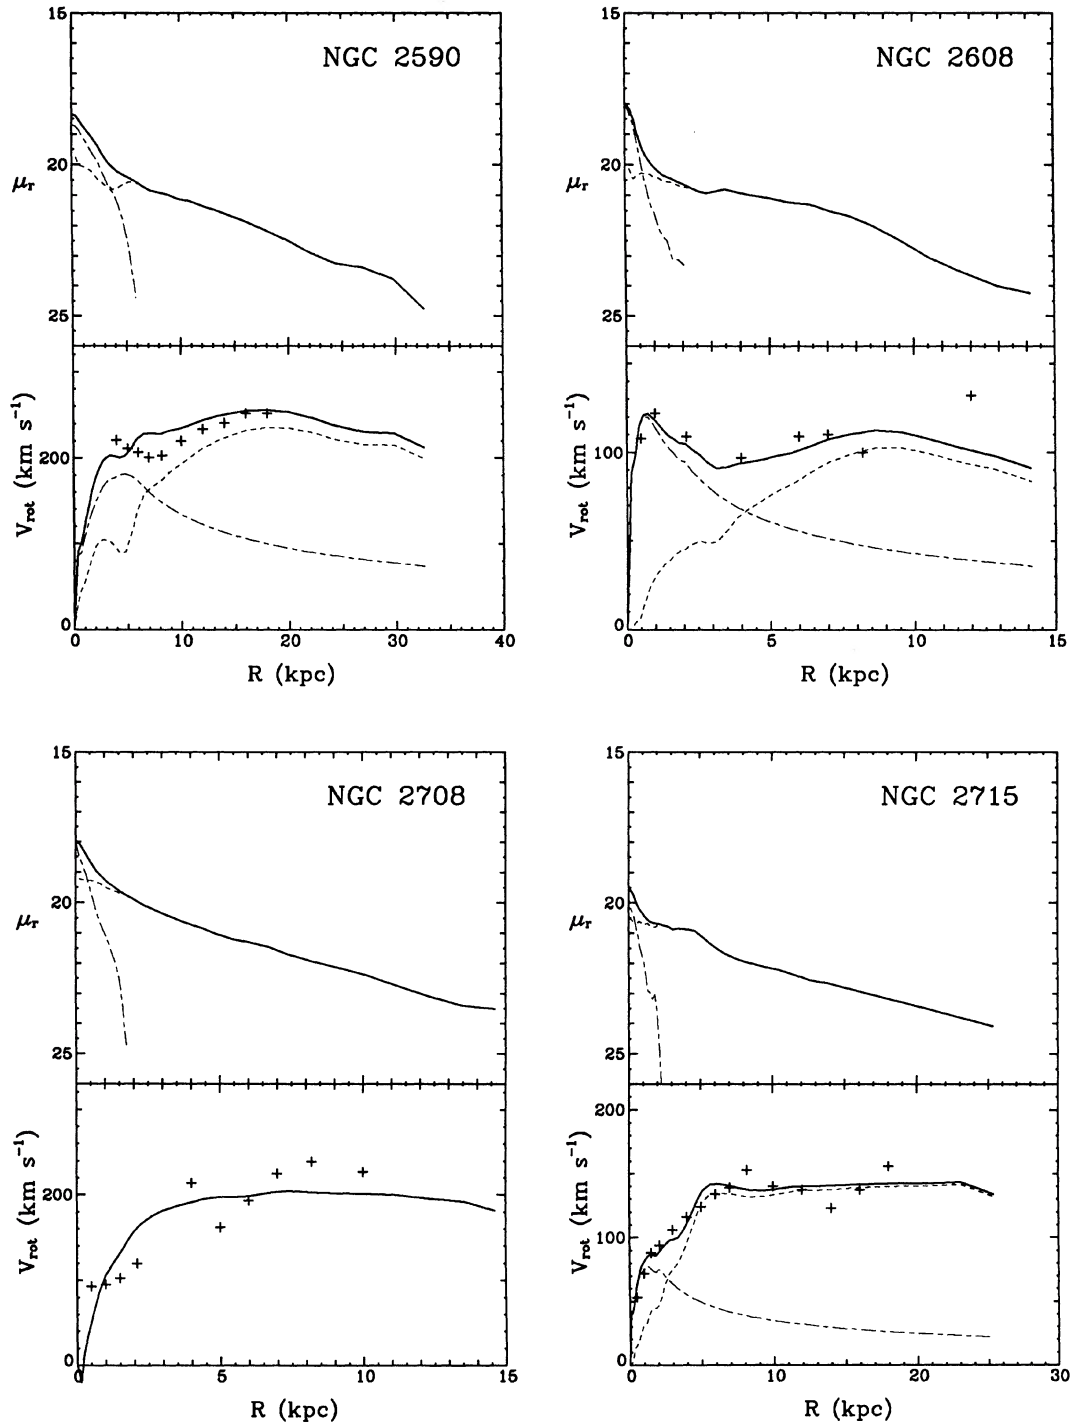 15
NGC 2590
20
μr
25
Vrot (km s−1)
200
0
0 10 20 30 40
R (kpc)
15
NGC 2608
20
μr
25
Vrot (km s−1)
100
0
0 5 10 15
R (kpc)
15
NGC 2708
20
μr
25
Vrot (km s−1)
200
0
0 5 10 15
R (kpc)
15
NGC 2715
20
μr
25
200
Vrot (km s−1)
100
0
0 10 20 30
R (kpc)